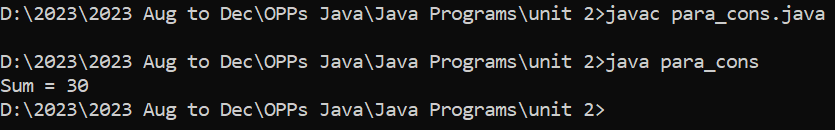 D:\2023\2023 Aug to Dec\OPPs Java\Java Programs\unit 2>javac para_cons.java
D:\2023\2023 Aug to Dec\OPPs Java\Java Programs\unit 2>java para_cons
Sum = 30
D:\2023\2023 Aug to Dec\OPPs Java\Java Programs\unit 2>